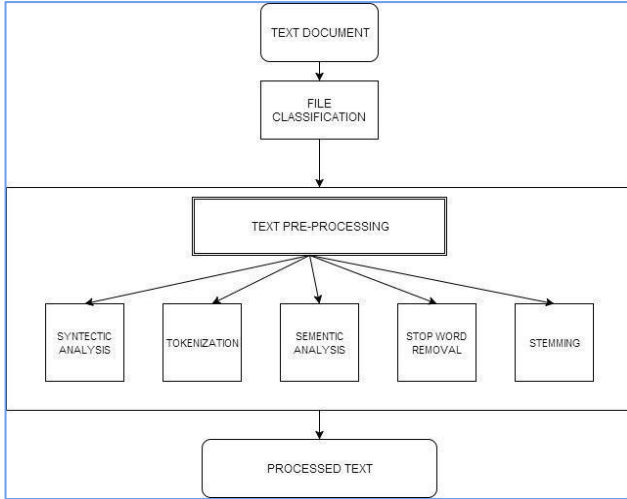 TEXT DOCUMENT
FILE
CLASSIFICATION
TEXT PRE-PROCESSING
SYNTECTIC
ANALYSIS
TOKENIZATION
SEMENTIC
ANALYSIS
STOP WORD
REMOVAL
STEMMING
PROCESSED TEXT